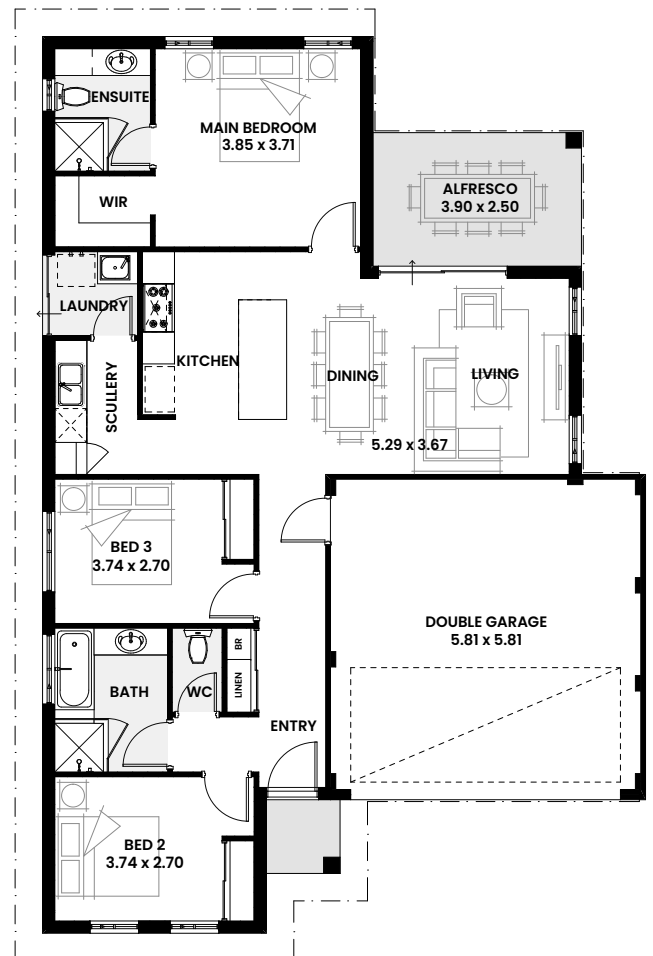 ENSUITE
MAIN BEDROOM
3.85 x 3.71
WIR
ALFRESCO
3.90 x 2.50
LAUNDRY
KITCHEN
SCULLERY
DINING
LIVING
5.29 x 3.67
BED 3
3.74 x 2.70
DOUBLE GARAGE
5.81 x 5.81
BR
LINEN
BATH
WC
ENTRY
BED 2
3.74 x 2.70